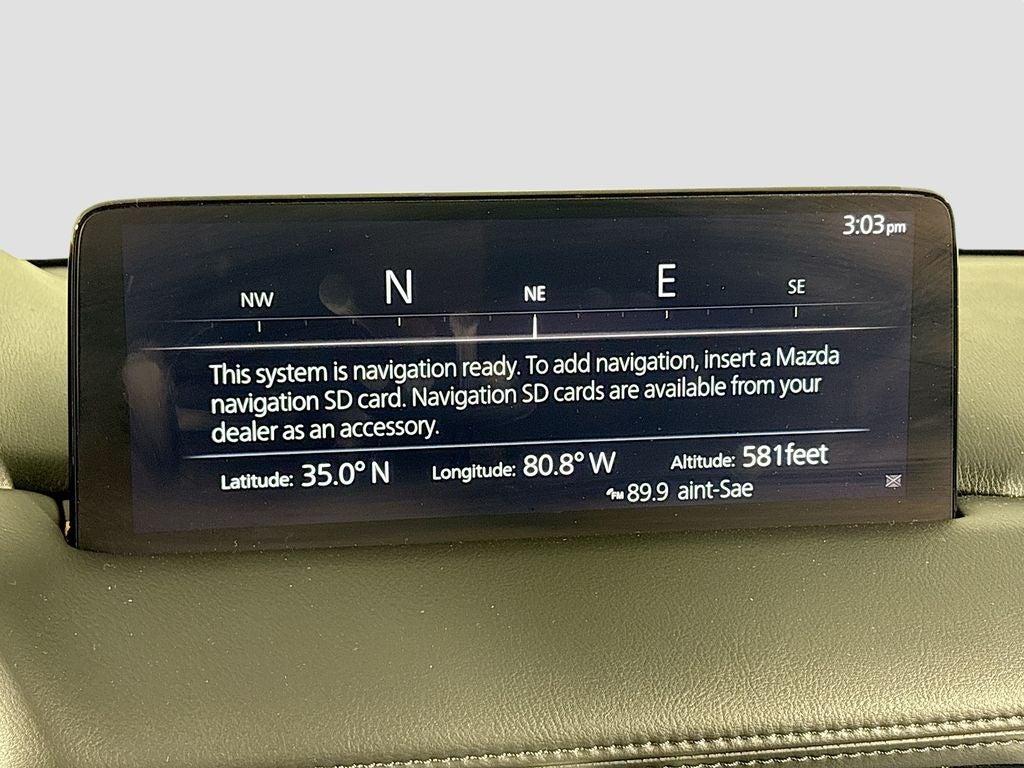 3:03pm
NW N NE E SE
This system is navigation ready. To add navigation, insert a Mazda
navigation SD card. Navigation SD cards are available from your
dealer as an accessory.
Latitude: 35.0° N Longitude: 80.8° W Altitude: 581feet
FM 89.9 aint-Sae